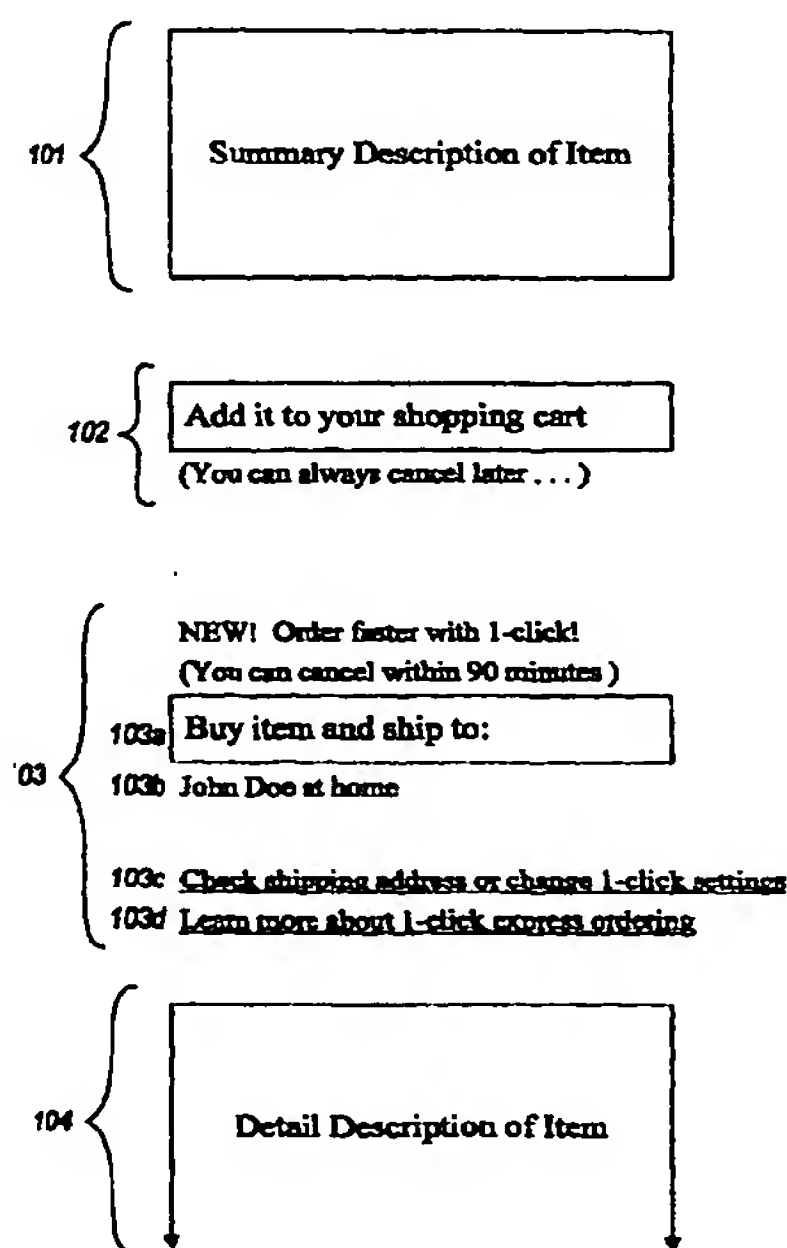 101 Summary Description of Item
102 Add it to your shopping cart
(You can always cancel later . . . )
NEW! Order faster with 1-click!
(You can cancel within 90 minutes )
103a Buy item and ship to:
103
103b John Doe at home
103c Check shipping address or change 1-click settings
103d Learn more about 1-click express ordering
104 Detail Description of Item